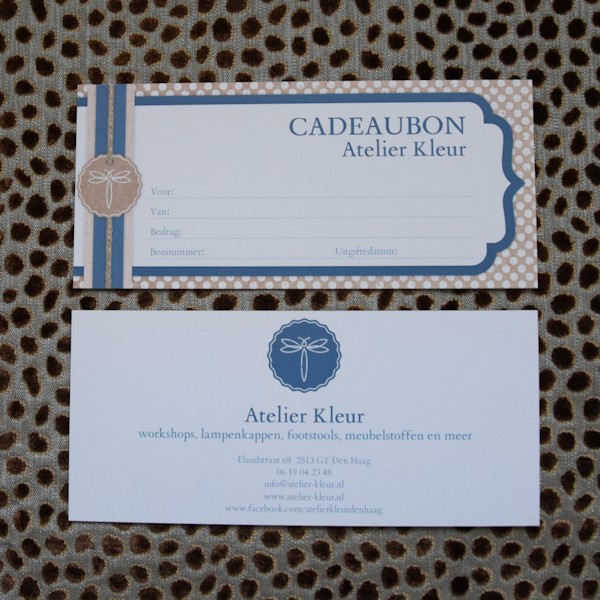 CADEAUBON
Atelier Kleur
Voor:
Van:
Bedrag:
Bonnummer: Uitgiftedatum:
Atelier Kleur
workshops, lampenkappen, footstools, meubelstoffen en meer
Elandstraat 68 2513 GT Den Haag
06 19 04 23 48
info@atelier-kleur.nl
www.atelier-kleur.nl
www.facebook.com/atelierkleurdenhaag